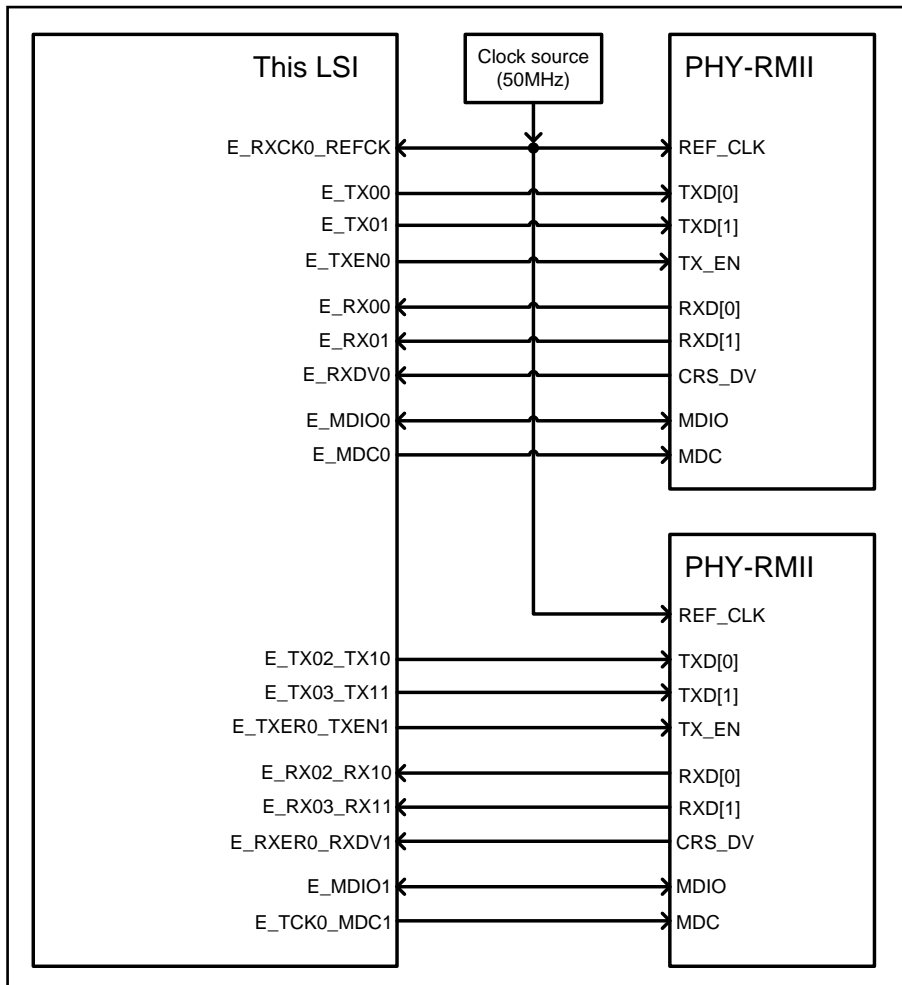 This LSI
Clock source
(50MHz)
PHY-RMII
E_RXCK0_REFCK
REF_CLK
E_TX00
TXD[0]
E_TX01
TXD[1]
E_TXEN0
TX_EN
E_RX00
RXD[0]
E_RX01
RXD[1]
E_RXDV0
CRS_DV
E_MDIO0
MDIO
E_MDC0
MDC
PHY-RMII
REF_CLK
E_TX02_TX10
TXD[0]
E_TX03_TX11
TXD[1]
E_TXER0_TXEN1
TX_EN
E_RX02_RX10
RXD[0]
E_RX03_RX11
RXD[1]
E_RXER0_RXDV1
CRS_DV
E_MDIO1
MDIO
E_TCK0_MDC1
MDC